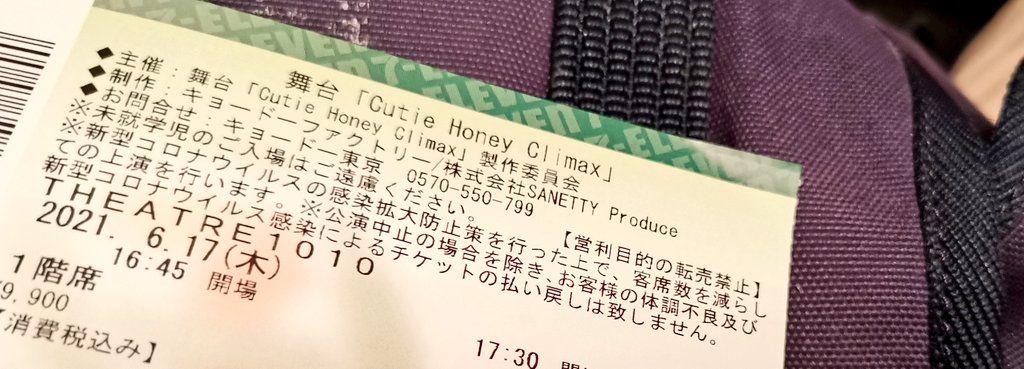 舞台「Cutie Honey Climax」
◆主催：舞台「Cutie Honey Climax」製作委員会
◆制作：キョードーファクトリー/株式会社SANETTY Produce
◆お問合せ：キョードー東京 0570-550-799
※未就学児のご入場はご遠慮ください。 【営利目的の転売禁止】
※新型コロナウイルスの感染拡大防止策を行った上で、客席数を減らし
ての上演を行います。※公演中止の場合を除き、お客様の体調不良及び
新型コロナウイルス感染によるチケットの払い戻しは致しません。
THEATRE1010
2021. 6.17(木)
16:45 開場
17:30
1階席
¥9,900
【消費税込み】
7-ELEVEN